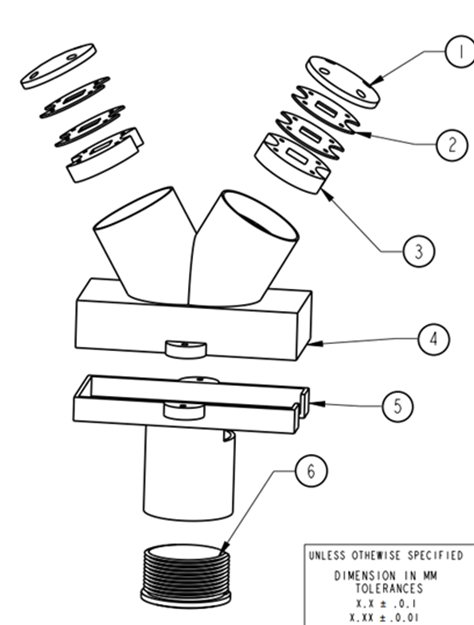 1
2
3
4
5
6
UNLESS OTHEWISE SPECIFIED
DIMENSION IN MM
TOLERANCES
X.X ± .0.1
X.XX ± .0.01